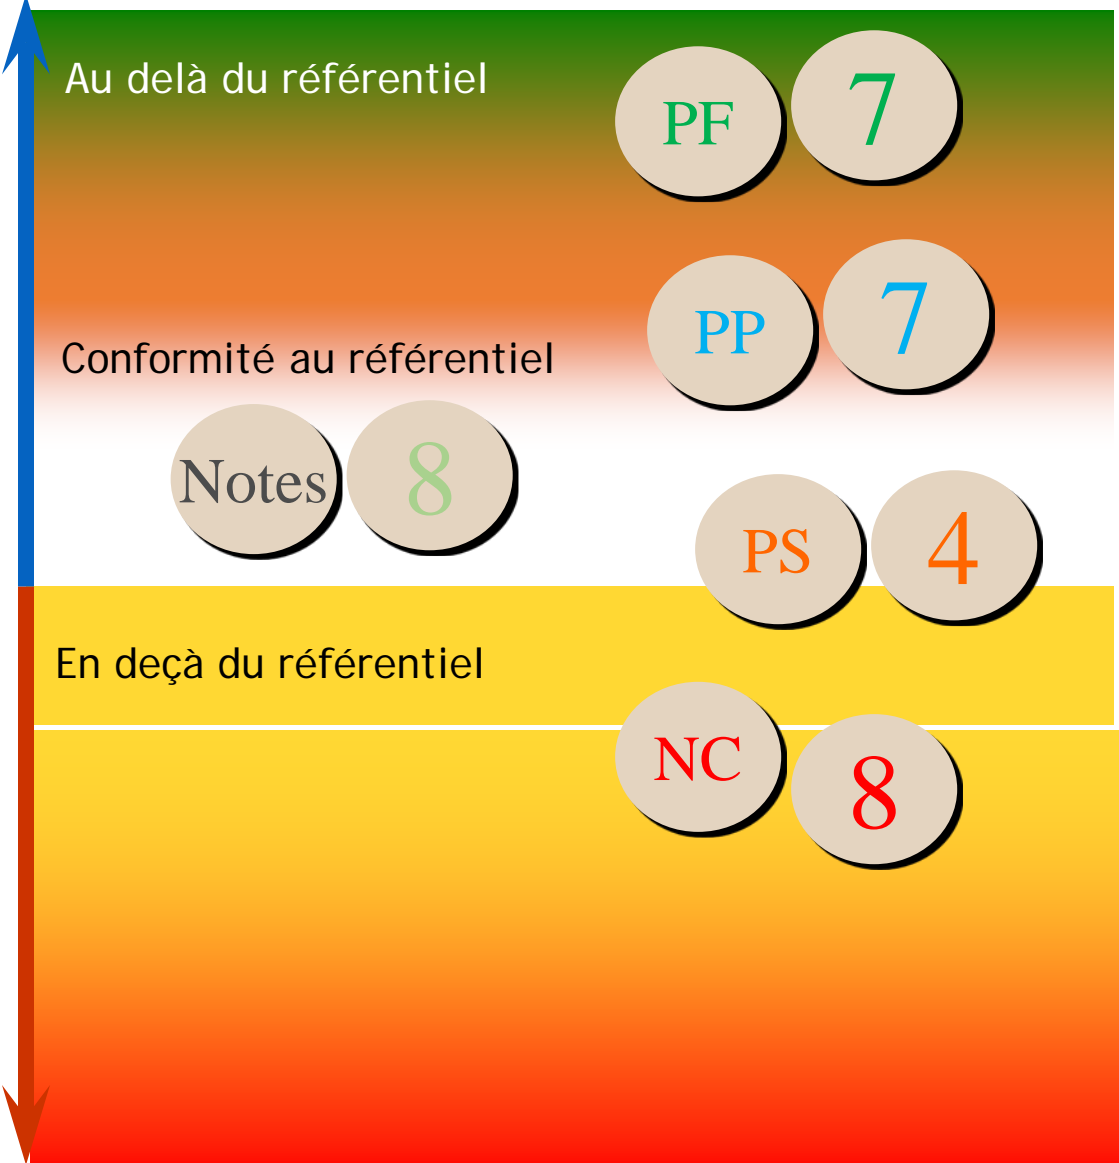 Au delà du référentiel
PF 7
PP 7
Conformité au référentiel
Notes 8
PS 4
En deçà du référentiel
NC 8